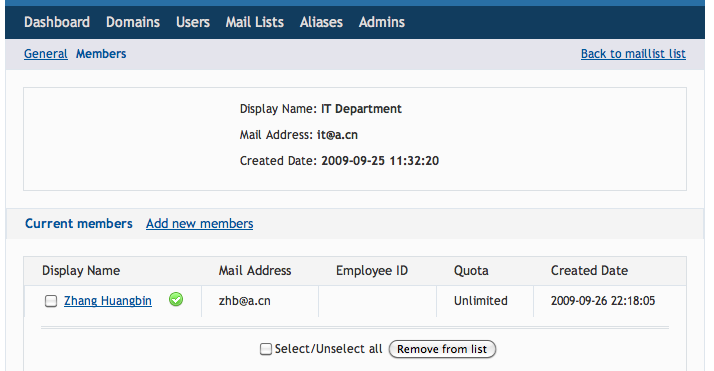 Dashboard Domains Users Mail Lists Aliases Admins
General Members Back to maillist list
Display Name: IT Department
Mail Address: it@a.cn
Created Date: 2009-09-25 11:32:20
Current members Add new members
Display Name Mail Address Employee ID Quota Created Date
Zhang Huangbin zhb@a.cn Unlimited 2009-09-26 22:18:05
Select/Unselect all Remove from list